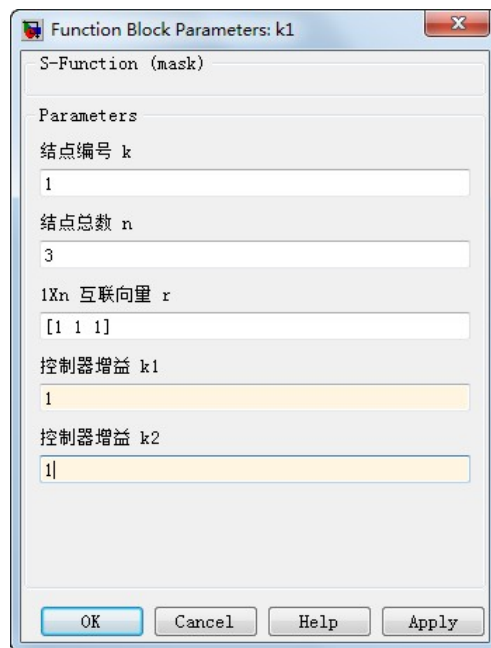 Function Block Parameters: k1
S-Function (mask)
Parameters
结点编号 k
1
结点总数 n
3
1Xn 互联向量 r
[1 1 1]
控制器增益 k1
1
控制器增益 k2
1
OK Cancel Help Apply